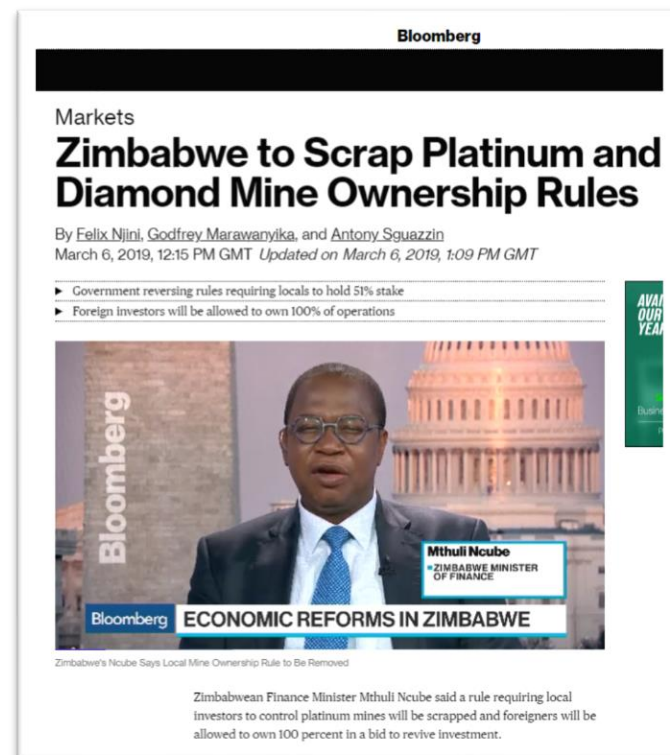 Bloomberg
Markets
Zimbabwe to Scrap Platinum and
Diamond Mine Ownership Rules
By Felix Njini, Godfrey Marawanyika, and Antony Sguazzin
March 6, 2019, 12:15 PM GMT Updated on March 6, 2019, 1:09 PM GMT
► Government reversing rules requiring locals to hold 51% stake
► Foreign investors will be allowed to own 100% of operations
OUR
Bloomberg
Mthuli Ncube
ZIMBABWE MINISTER
OF FINANCE
Bloomberg ECONOMIC REFORMS IN ZIMBABWE
Zimbabwe's Ncube Says Local Mine Ownership Rule to Be Removed
Zimbabwean Finance Minister Mthuli Ncube said a rule requiring local
investors to control platinum mines will be scrapped and foreigners will be
allowed to own 100 percent in a bid to revive investment.